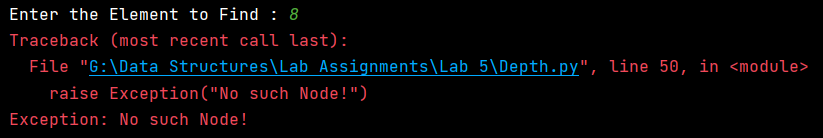 Enter the Element to Find : 8
Traceback (most recent call last):
  File "G:\Data Structures\Lab Assignments\Lab 5\Depth.py", line 50, in <module>
    raise Exception("No such Node!")
Exception: No such Node!